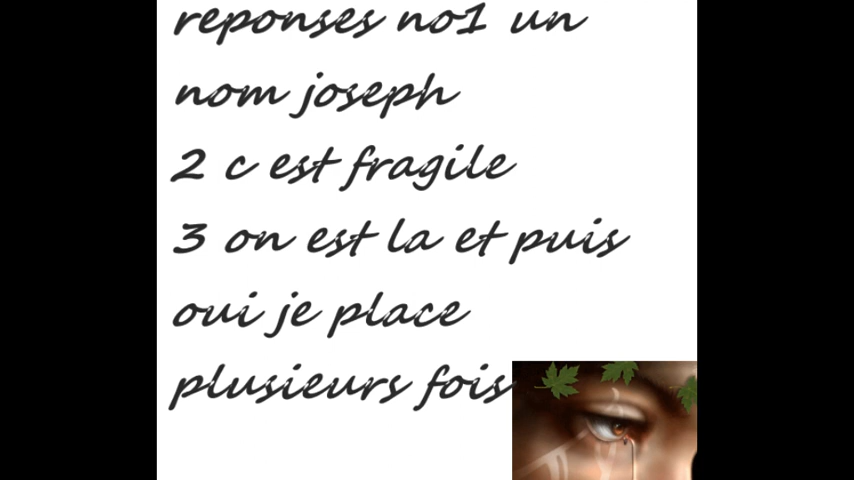 reponses no1 un
nom joseph
2 c est fragile
3 on est la et puis
oui je place
plusieurs fois